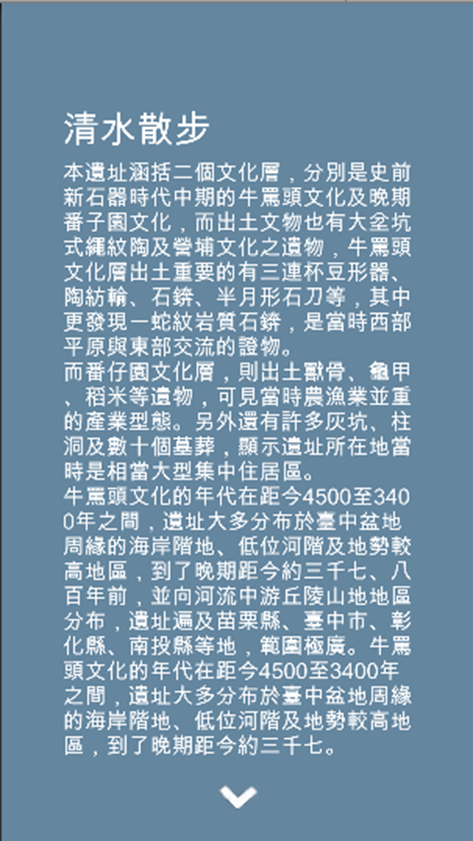 清水散步
本遺址涵括二個文化層，分別是史前
新石器時代中期的牛罵頭文化及晚期
番子園文化，而出土文物也有大坌坑
式繩紋陶及營埔文化之遺物，牛罵頭
文化層出土重要的有三連杯豆形器、
陶紡輪、石錛、半月形石刀等，其中
更發現一蛇紋岩質石錛，是當時西部
平原與東部交流的證物。
而番仔園文化層，則出土獸骨、龜甲
、稻米等遺物，可見當時農漁業並重
的產業型態。另外還有許多灰坑、柱
洞及數十個墓葬，顯示遺址所在地當
時是相當大型集中住居區。
牛罵頭文化的年代在距今4500至340
0年之間，遺址大多分布於臺中盆地
周緣的海岸階地、低位河階及地勢較
高地區，到了晚期距今約三千七、八
百年前，並向河流中游丘陵山地地區
分布，遺址遍及苗栗縣、臺中市、彰
化縣、南投縣等地，範圍極廣。牛罵
頭文化的年代在距今4500至3400年
之間，遺址大多分布於臺中盆地周緣
的海岸階地、低位河階及地勢較高地
區，到了晚期距今約三千七。